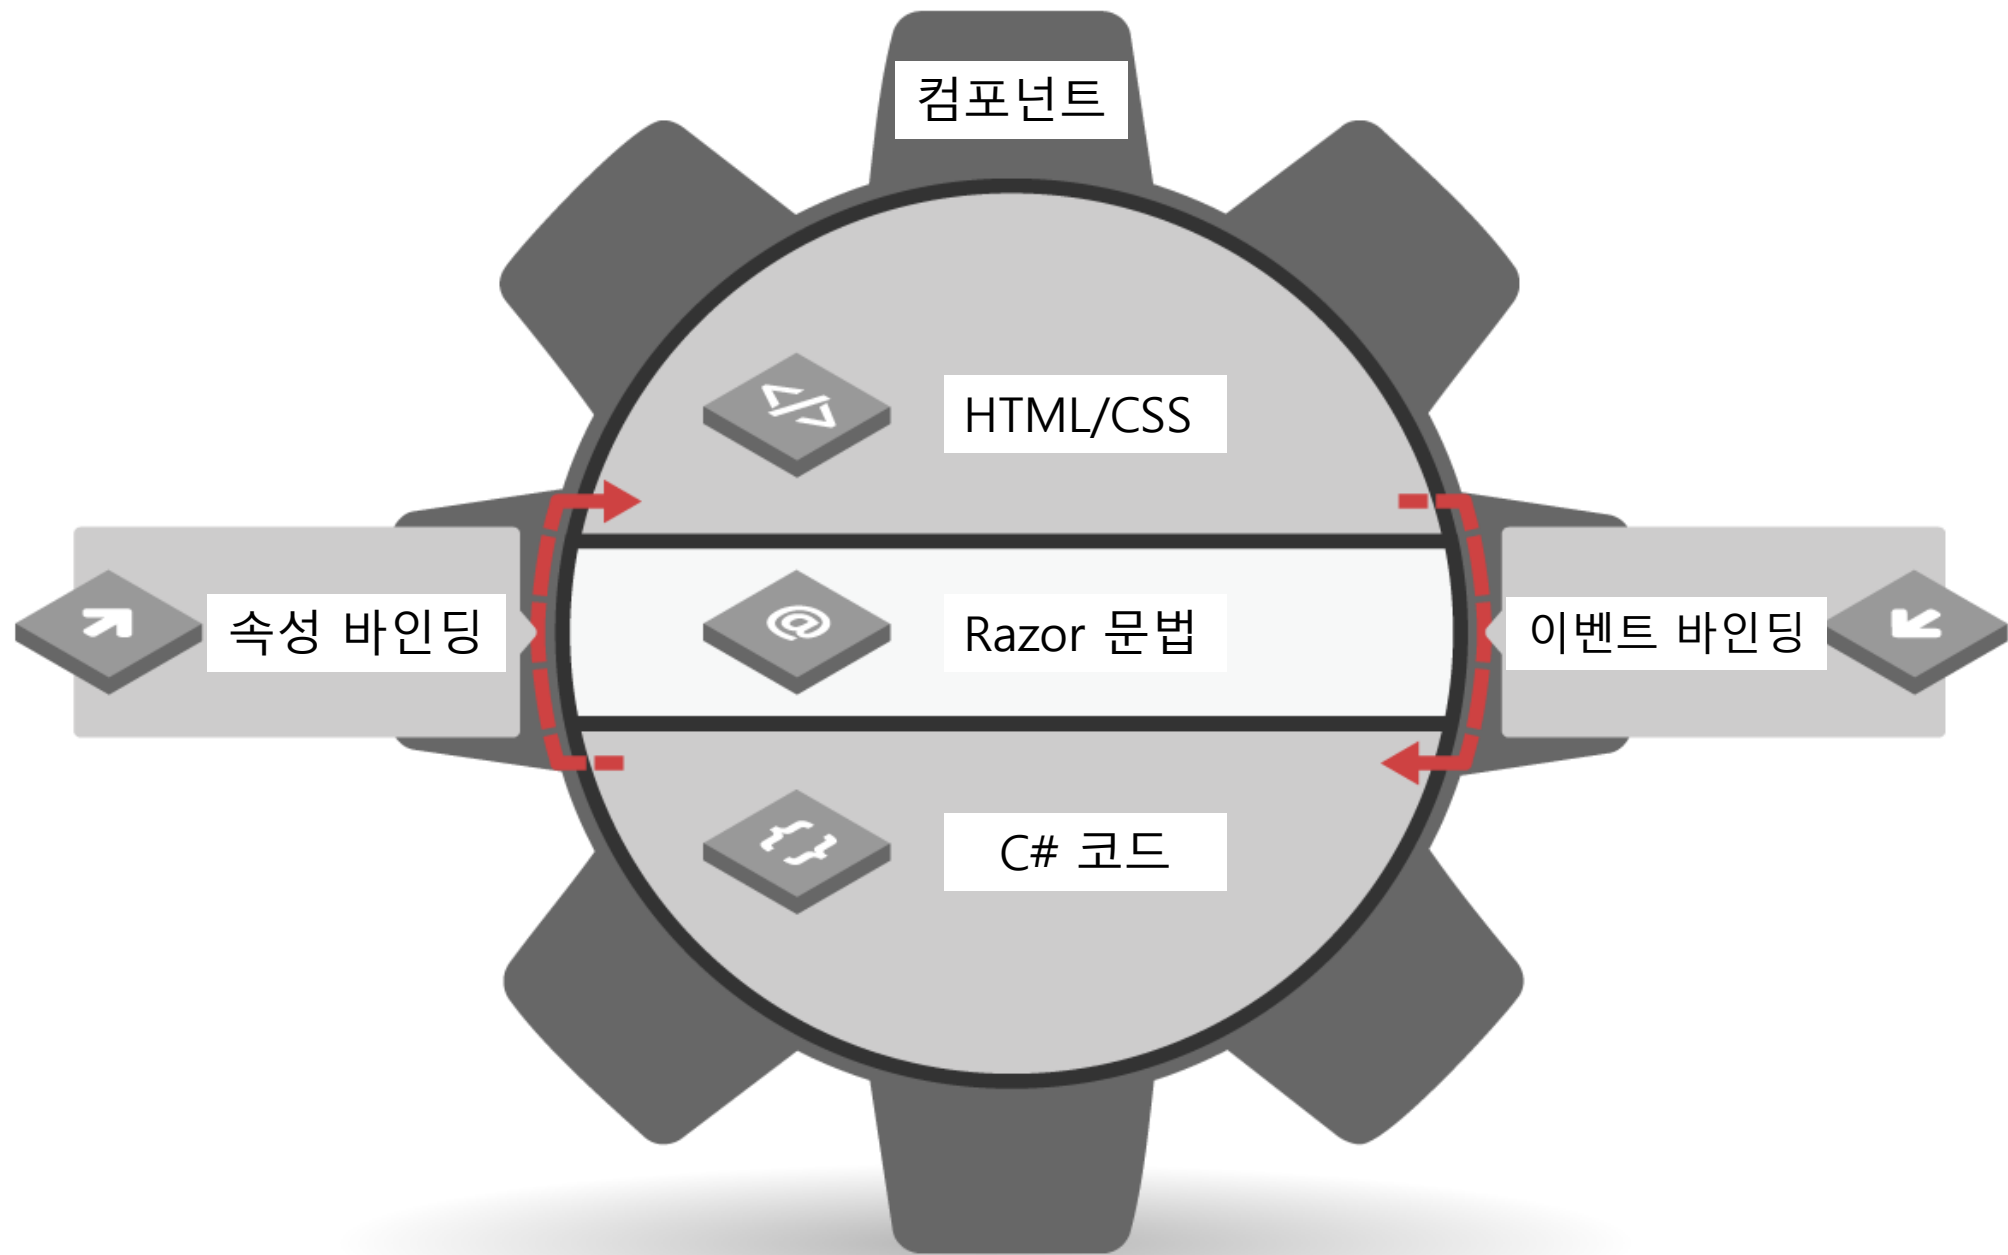 컴포넌트
</>
HTML/CSS
속성 바인딩
@
Razor 문법
이벤트 바인딩
{ }
C# 코드